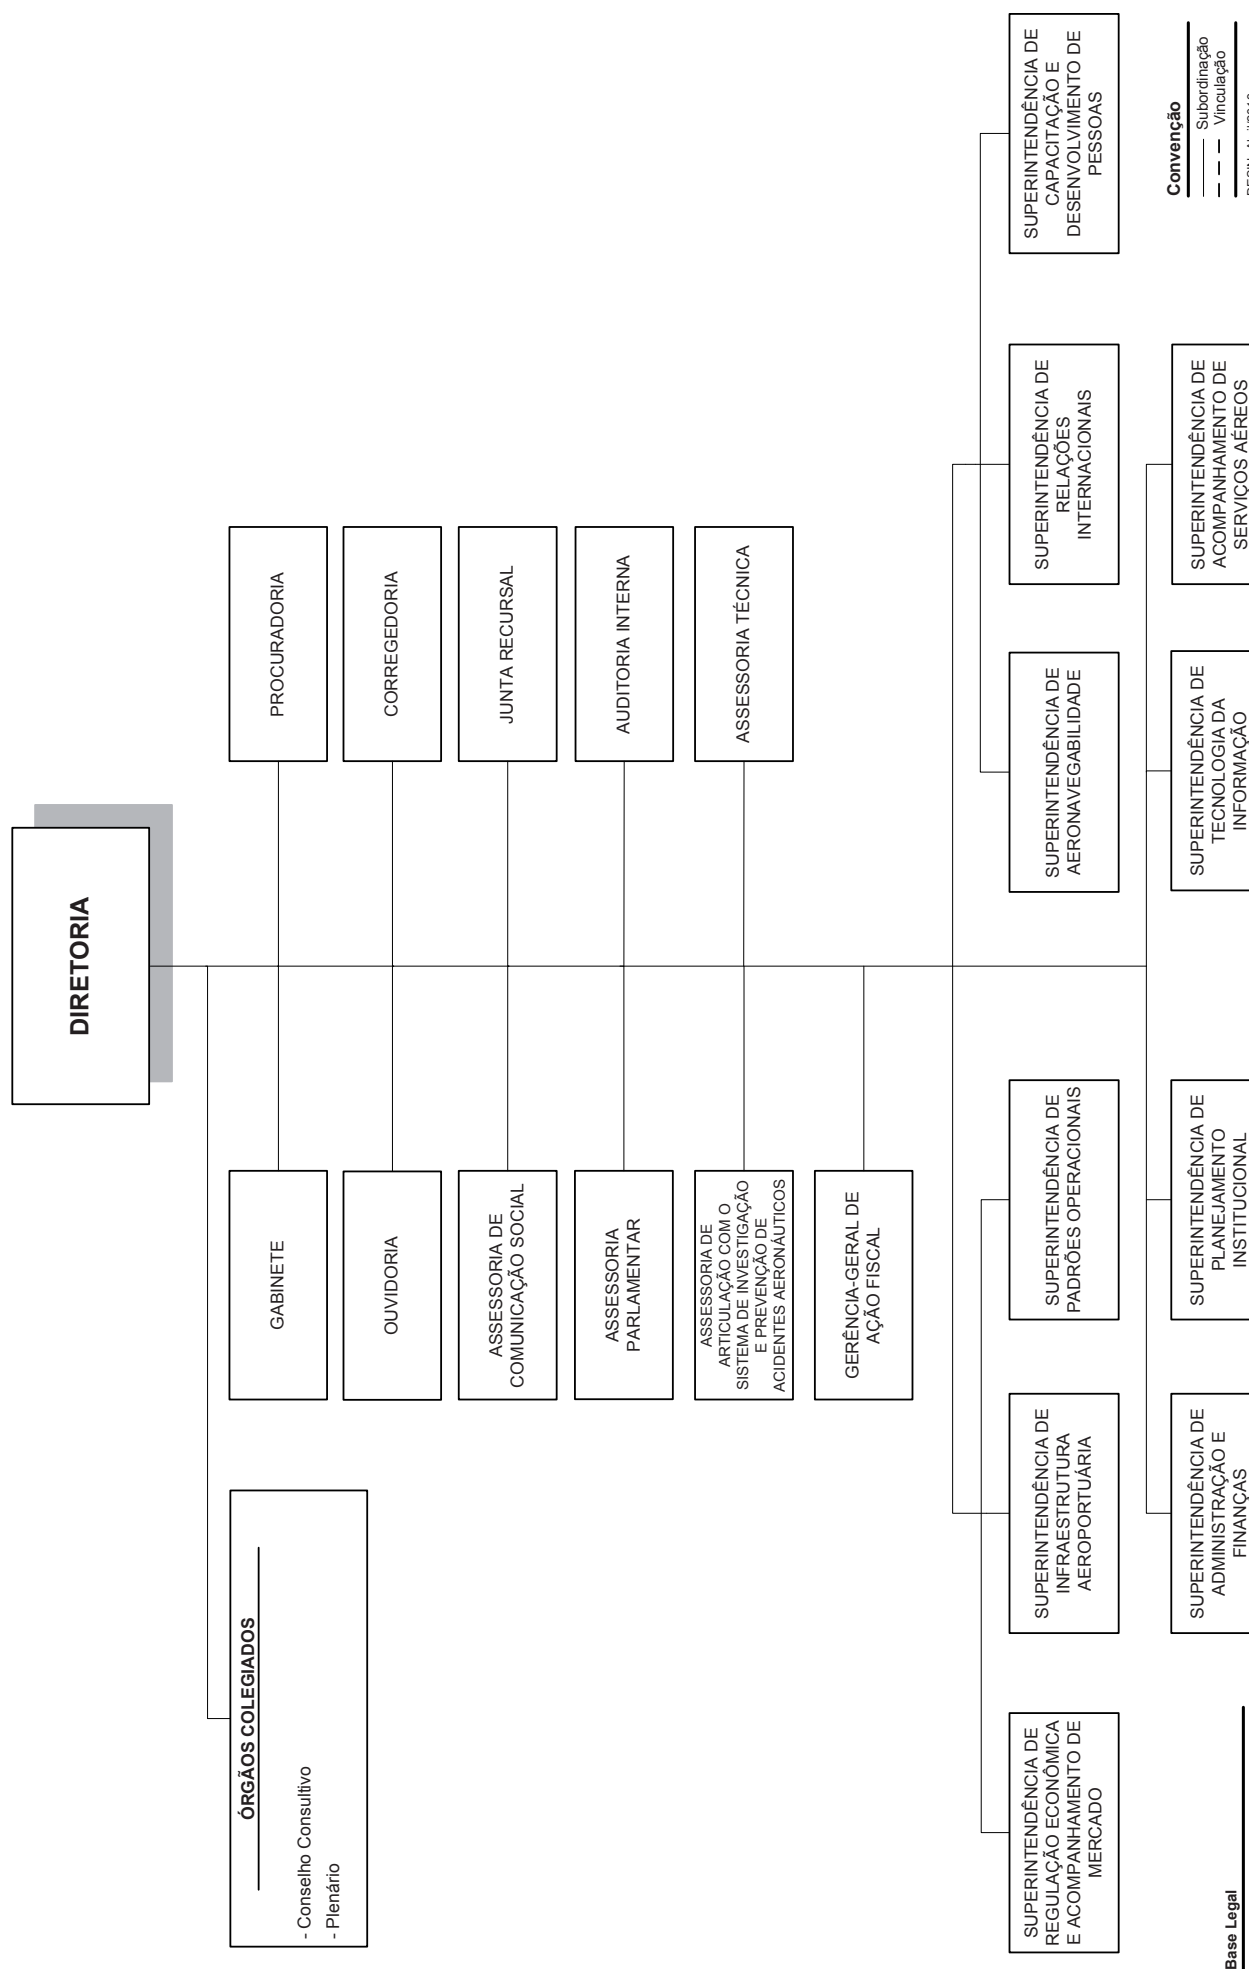 DIRETORIA
ÓRGÃOS COLEGIADOS
- Conselho Consultivo
- Plenário
GABINETE
PROCURADORIA
OUVIDORIA
CORREGEDORIA
ASSESSORIA DE
COMUNICAÇÃO SOCIAL
JUNTA RECURSAL
ASSESSORIA
PARLAMENTAR
AUDITORIA INTERNA
ASSESSORIA DE
ARTICULAÇÃO COM O
SISTEMA DE INVESTIGAÇÃO
E PREVENÇÃO DE
ACIDENTES AERONÁUTICOS
ASSESSORIA TÉCNICA
GERÊNCIA-GERAL DE
AÇÃO FISCAL
SUPERINTENDÊNCIA DE
REGULAÇÃO ECONÔMICA
E ACOMPANHAMENTO DE
MERCADO
SUPERINTENDÊNCIA DE
INFRAESTRUTURA
AEROPORTUÁRIA
SUPERINTENDÊNCIA DE
PADRÕES OPERACIONAIS
SUPERINTENDÊNCIA DE
AERONAVEGABILIDADE
SUPERINTENDÊNCIA DE
RELAÇÕES
INTERNACIONAIS
SUPERINTENDÊNCIA DE
CAPACITAÇÃO E
DESENVOLVIMENTO DE
PESSOAS
SUPERINTENDÊNCIA DE
ADMINISTRAÇÃO E
FINANÇAS
SUPERINTENDÊNCIA DE
PLANEJAMENTO
INSTITUCIONAL
SUPERINTENDÊNCIA DE
TECNOLOGIA DA
INFORMAÇÃO
SUPERINTENDÊNCIA DE
ACOMPANHAMENTO DE
SERVIÇOS AÉREOS
Base Legal
Convenção
Subordinação
Vinculação